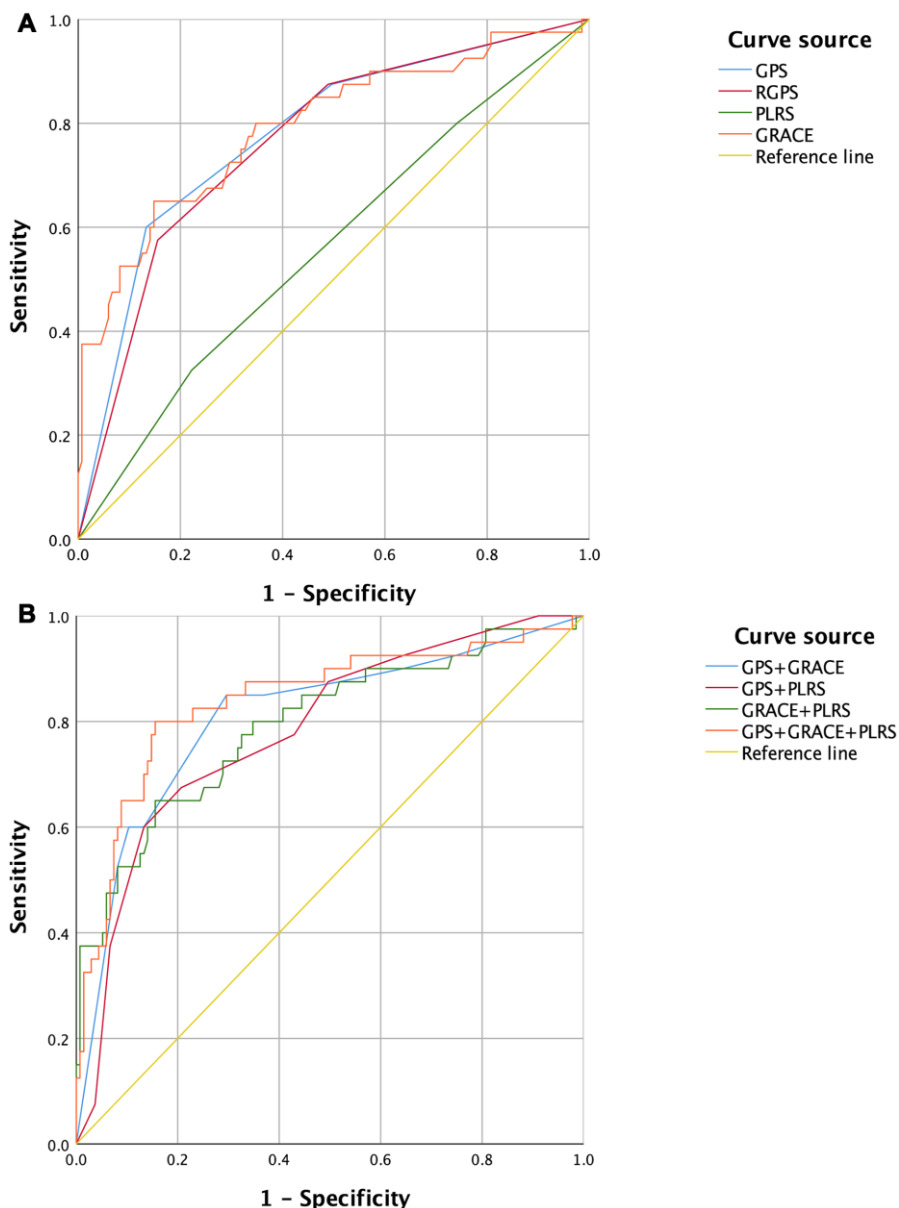 A
1.0
0.8
0.6
0.4
0.2
0.0
Sensitivity
0.0
0.2
0.4
0.6
0.8
1.0
1 – Specificity
Curve source
GPS
RGPS
PLRS
GRACE
Reference line
B
1.0
0.8
0.6
0.4
0.2
0.0
Sensitivity
0.0
0.2
0.4
0.6
0.8
1.0
1 – Specificity
Curve source
GPS+GRACE
GPS+PLRS
GRACE+PLRS
GPS+GRACE+PLRS
Reference line